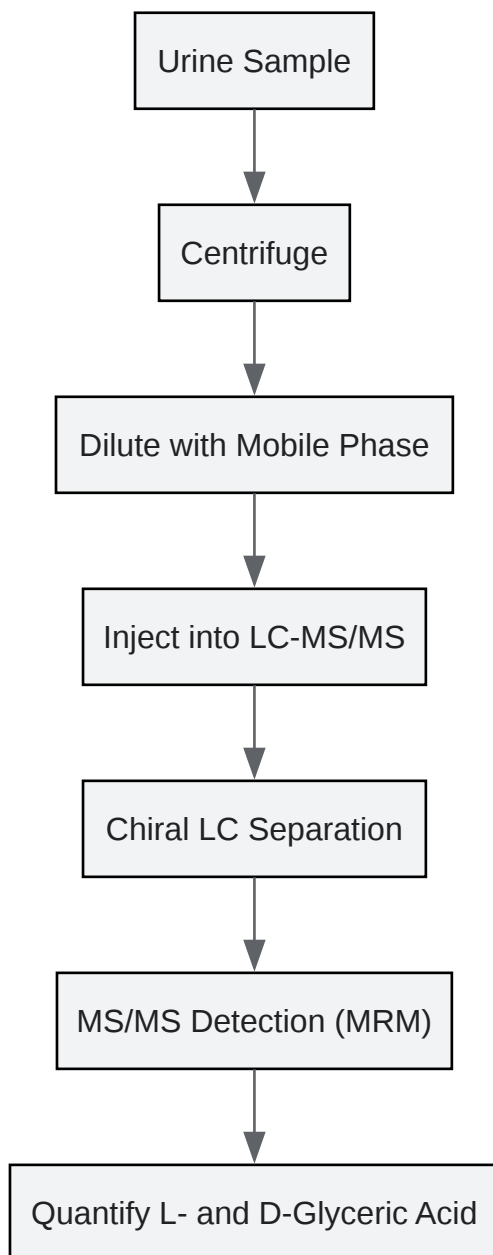 Urine Sample
Centrifuge
Dilute with Mobile Phase
Inject into LC-MS/MS
Chiral LC Separation
MS/MS Detection (MRM)
Quantify L- and D-Glyceric Acid